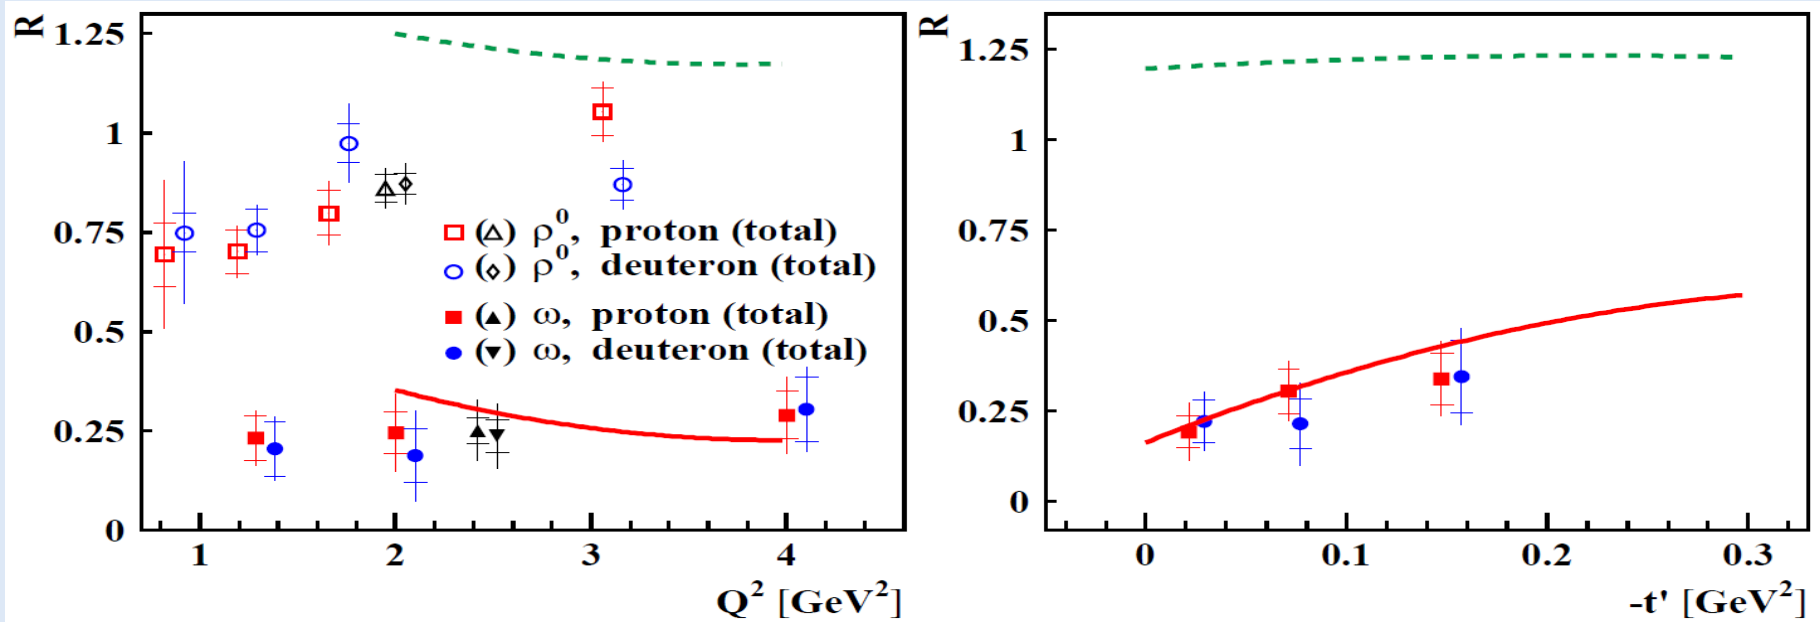 R
1.25
1
0.75
0.5
0.25
0
1 2 3 4
Q² [GeV²]
□ (△) ρ⁰, proton (total)
○ (◇) ρ⁰, deuteron (total)
■ (▲) ω, proton (total)
● (▼) ω, deuteron (total)
R
1.25
1
0.75
0.5
0.25
0
0 0.1 0.2 0.3
-t' [GeV²]